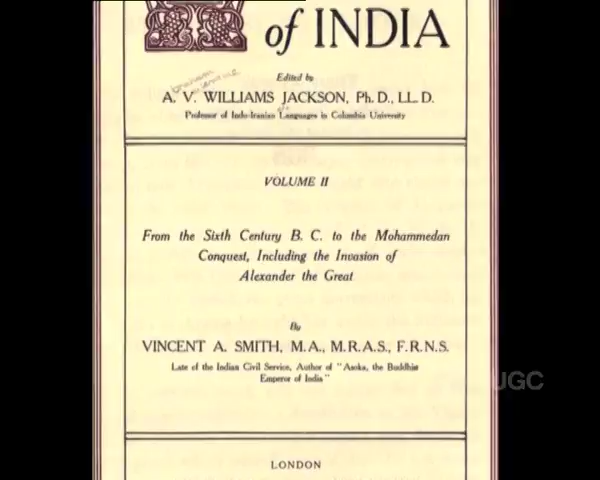 of INDIA
Edited by
A. V. WILLIAMS JACKSON, Ph. D., LL. D.
Professor of Indo-Iranian Languages in Columbia University
VOLUME II
From the Sixth Century B. C. to the Mohammedan
Conquest, Including the Invasion of
Alexander the Great
By
VINCENT A. SMITH, M.A., M.R.A.S., F.R.N.S.
Late of the Indian Civil Service, Author of "Asoka, the Buddhist
Emperor of India"
UGC
LONDON